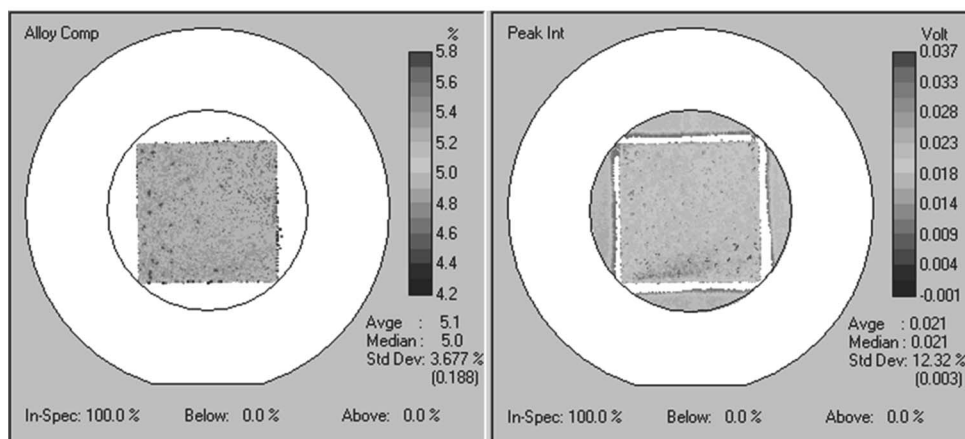 Alloy Comp
%
5.8
5.6
5.4
5.2
5.0
4.8
4.6
4.4
4.2
Avge : 5.1
Median : 5.0
Std Dev: 3.677 %
(0.188)
In-Spec: 100.0 % Below: 0.0 % Above: 0.0 %
Peak Int
Volt
0.037
0.033
0.028
0.023
0.018
0.014
0.009
0.004
-0.001
Avge : 0.021
Median : 0.021
Std Dev: 12.32 %
(0.003)
In-Spec: 100.0 % Below: 0.0 % Above: 0.0 %